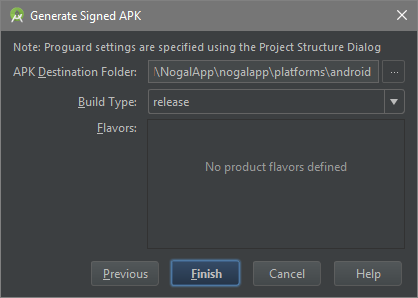 Generate Signed APK
Note: Proguard settings are specified using the Project Structure Dialog
APK Destination Folder: \NogalApp\nogalapp\platforms\android ...
Build Type: release
Flavors:
No product flavors defined
Previous Finish Cancel Help